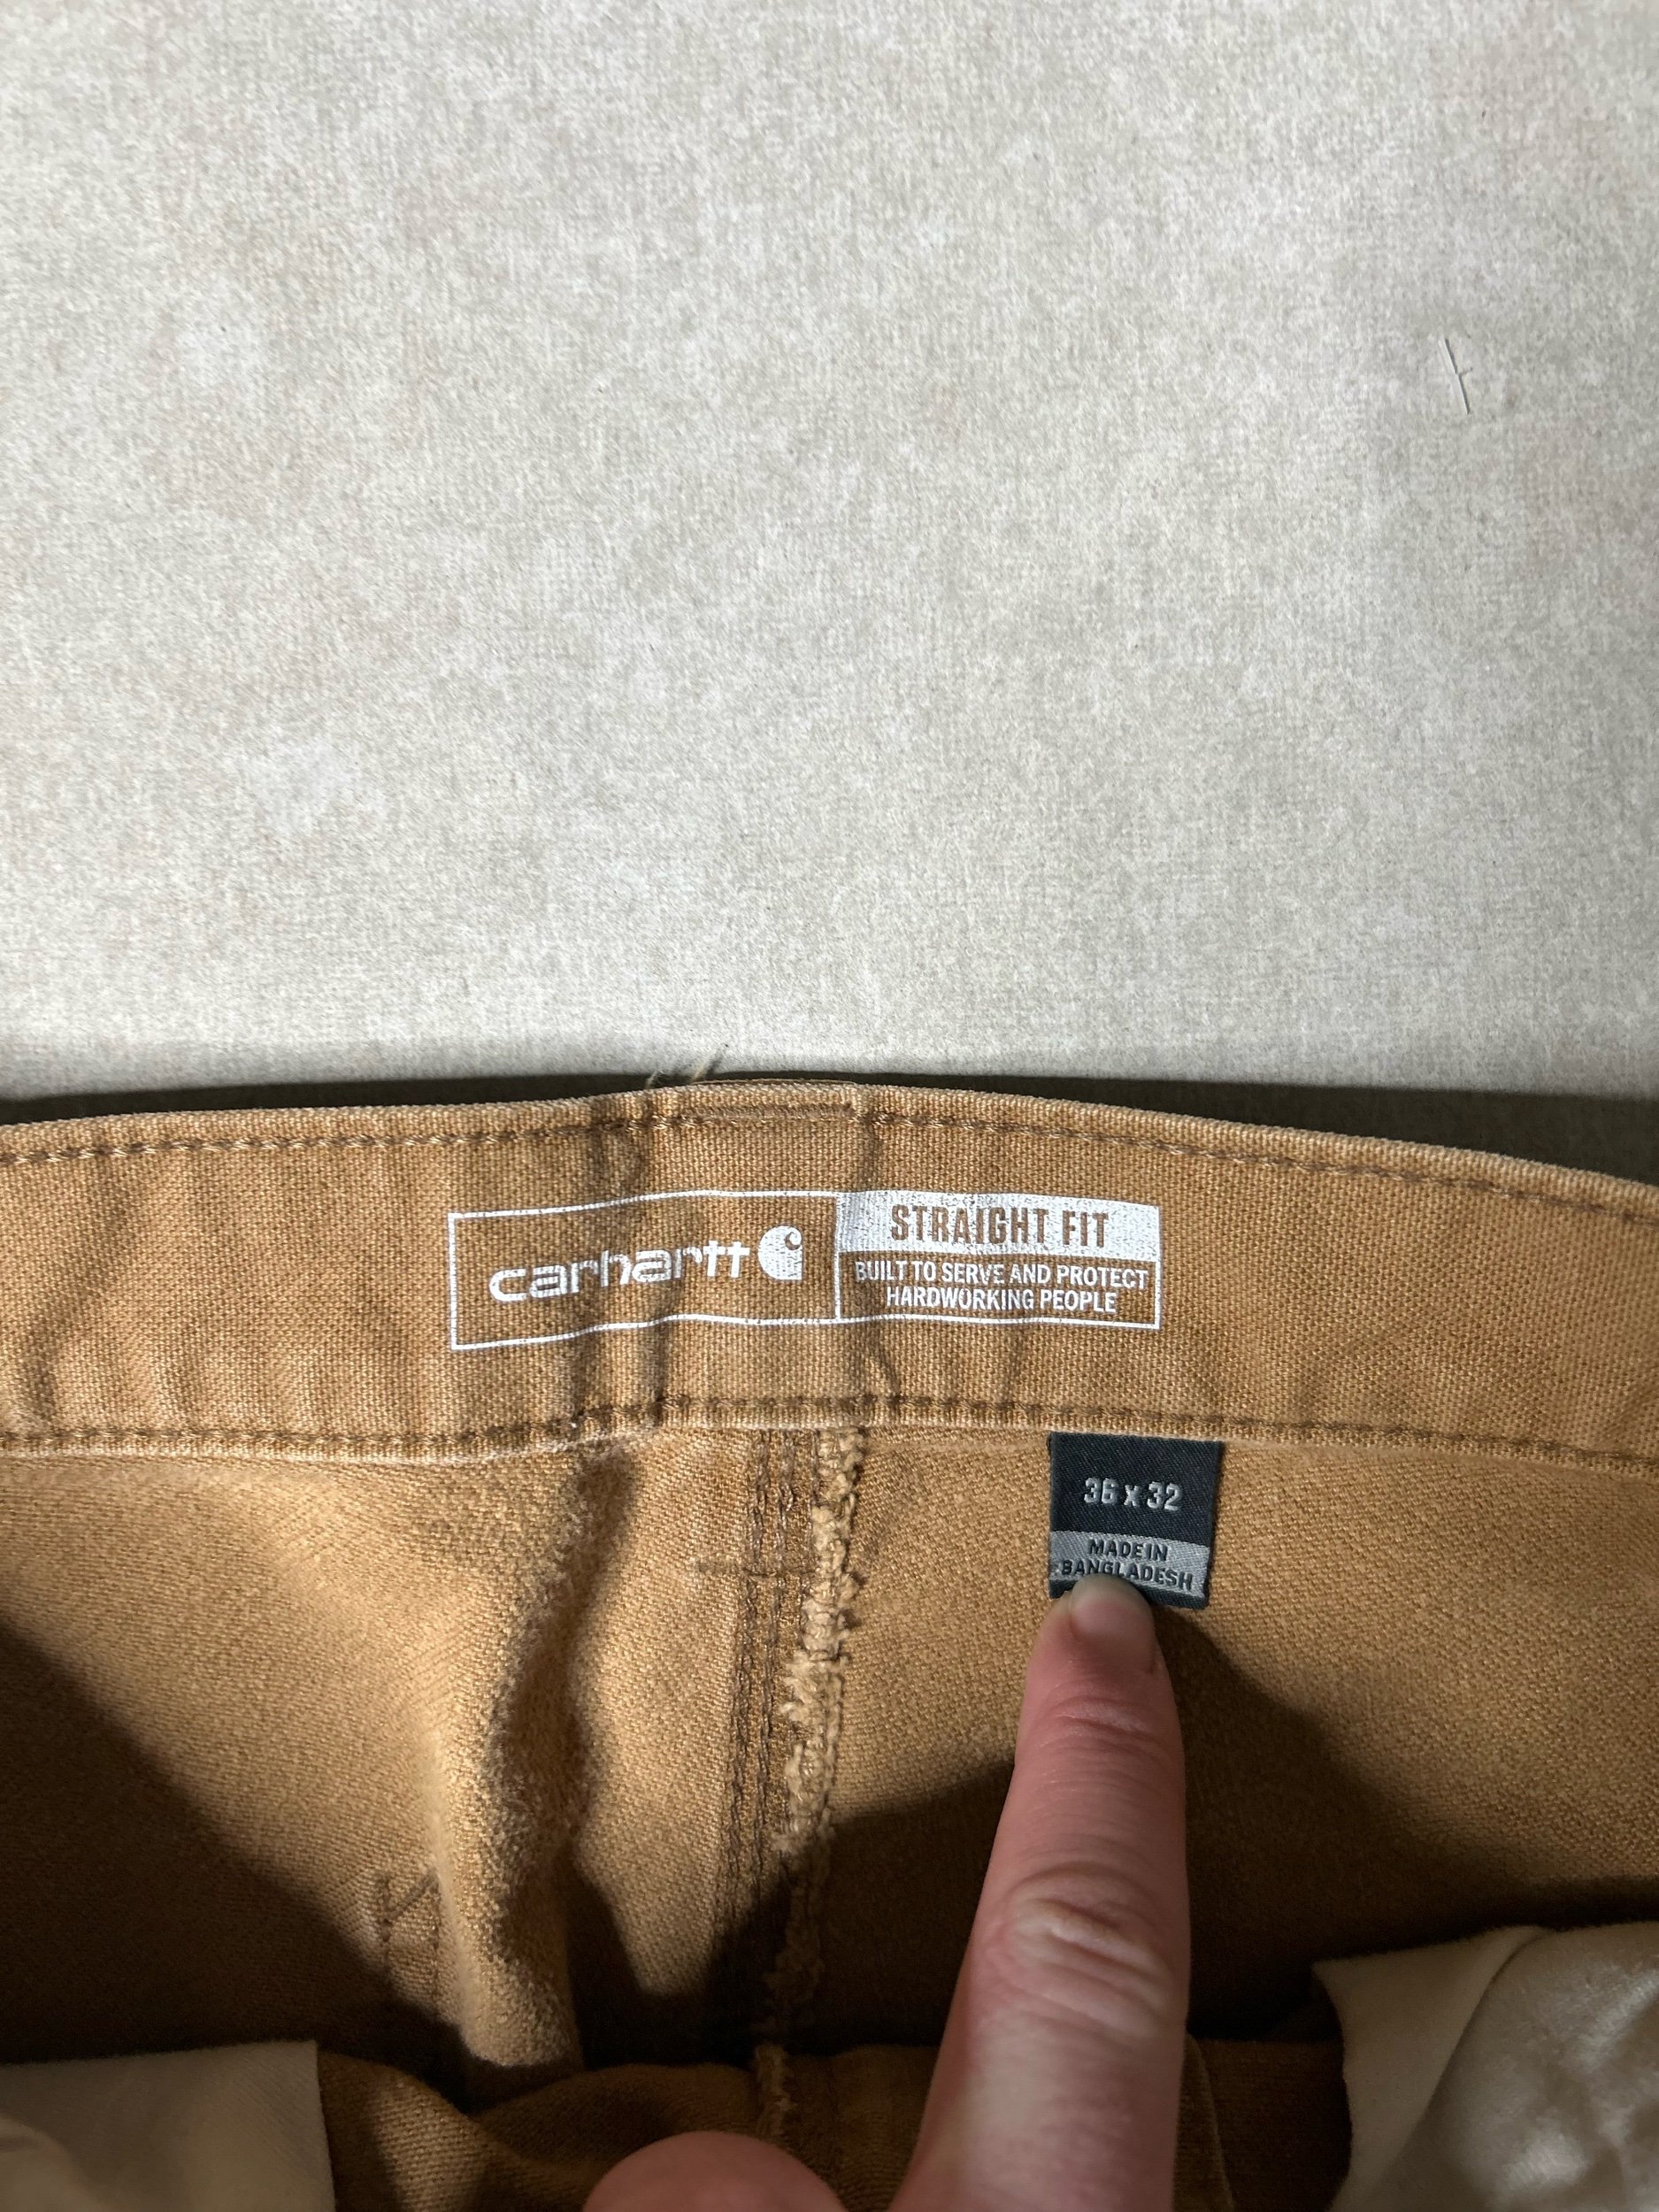 carhartt
STRAIGHT FIT
BUILT TO SERVE AND PROTECT
HARDWORKING PEOPLE
36 x 32
MADE IN
BANGLADESH